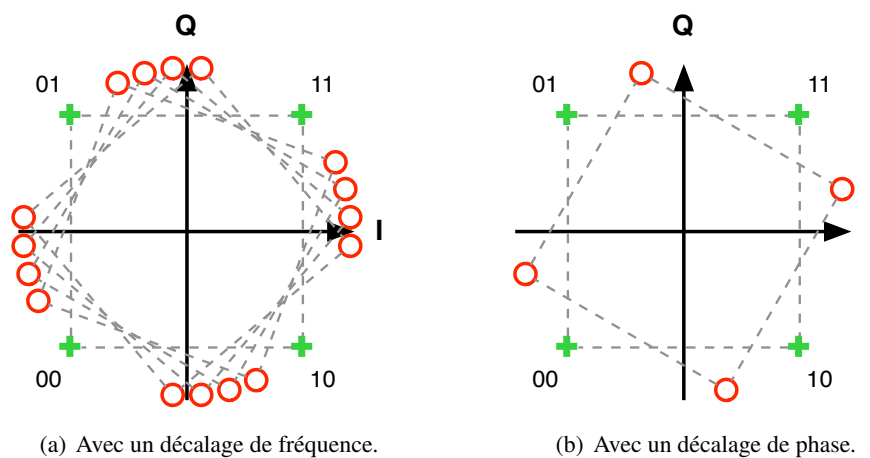 Q
01
11
I
00
10
(a) Avec un décalage de fréquence.
Q
01
11
00
10
(b) Avec un décalage de phase.